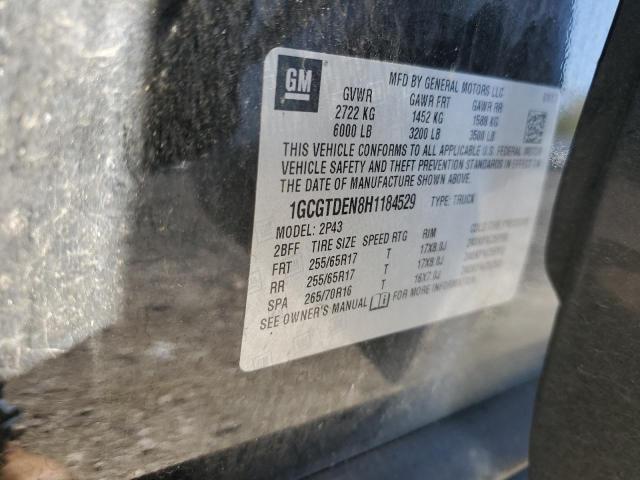 GM
MFD BY GENERAL MOTORS LLC
GVWR GAWR FRT GAWR RR
2722 KG 1452 KG 1588 KG
6000 LB 3200 LB 3500 LB
THIS VEHICLE CONFORMS TO ALL APPLICABLE U.S. FEDERAL MOTOR
VEHICLE SAFETY AND THEFT PREVENTION STANDARDS IN EFFECT ON
THE DATE OF MANUFACTURE SHOWN ABOVE.
1GCGTDEN8H1184529 TYPE: TRUCK
MODEL: 2P43
2BFF TIRE SIZE SPEED RTG RIM COLD TIRE
FRT 255/65R17 T 17X8.0J
RR 255/65R17 T 17X8.0J
SPA 265/70R16 T 16X7.0J
SEE OWNER'S MANUAL FOR MORE INFORMATION.